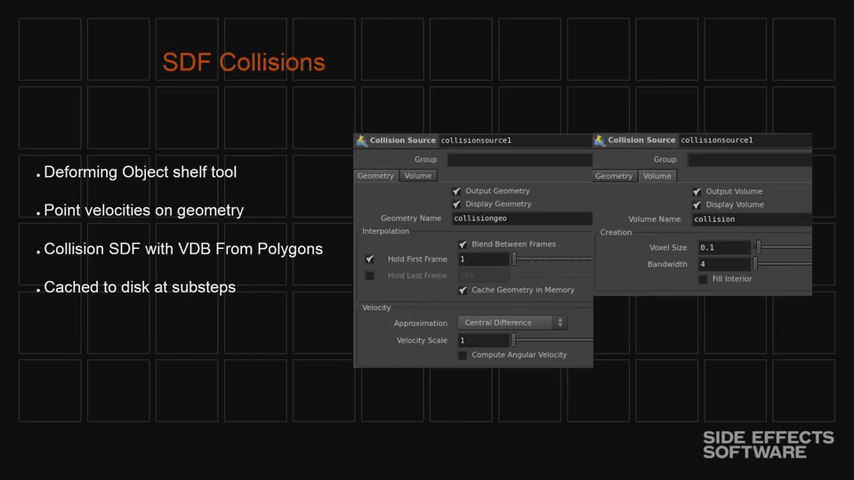 SDF Collisions
Deforming Object shelf tool
Point velocities on geometry
Collision SDF with VDB From Polygons
Cached to disk at substeps
Collision Source collisionsource1
Group
Geometry Volume
Output Geometry
Display Geometry
Geometry Name collisiongeo
Interpolation
Blend Between Frames
Hold First Frame 1
Hold Last Frame
Cache Geometry in Memory
Velocity
Approximation Central Difference
Velocity Scale 1
Compute Angular Velocity
Collision Source collisionsource1
Group
Geometry Volume
Output Volume
Display Volume
Volume Name collision
Creation
Voxel Size 0.1
Bandwidth 4
Fill Interior
SIDE EFFECTS
SOFTWARE